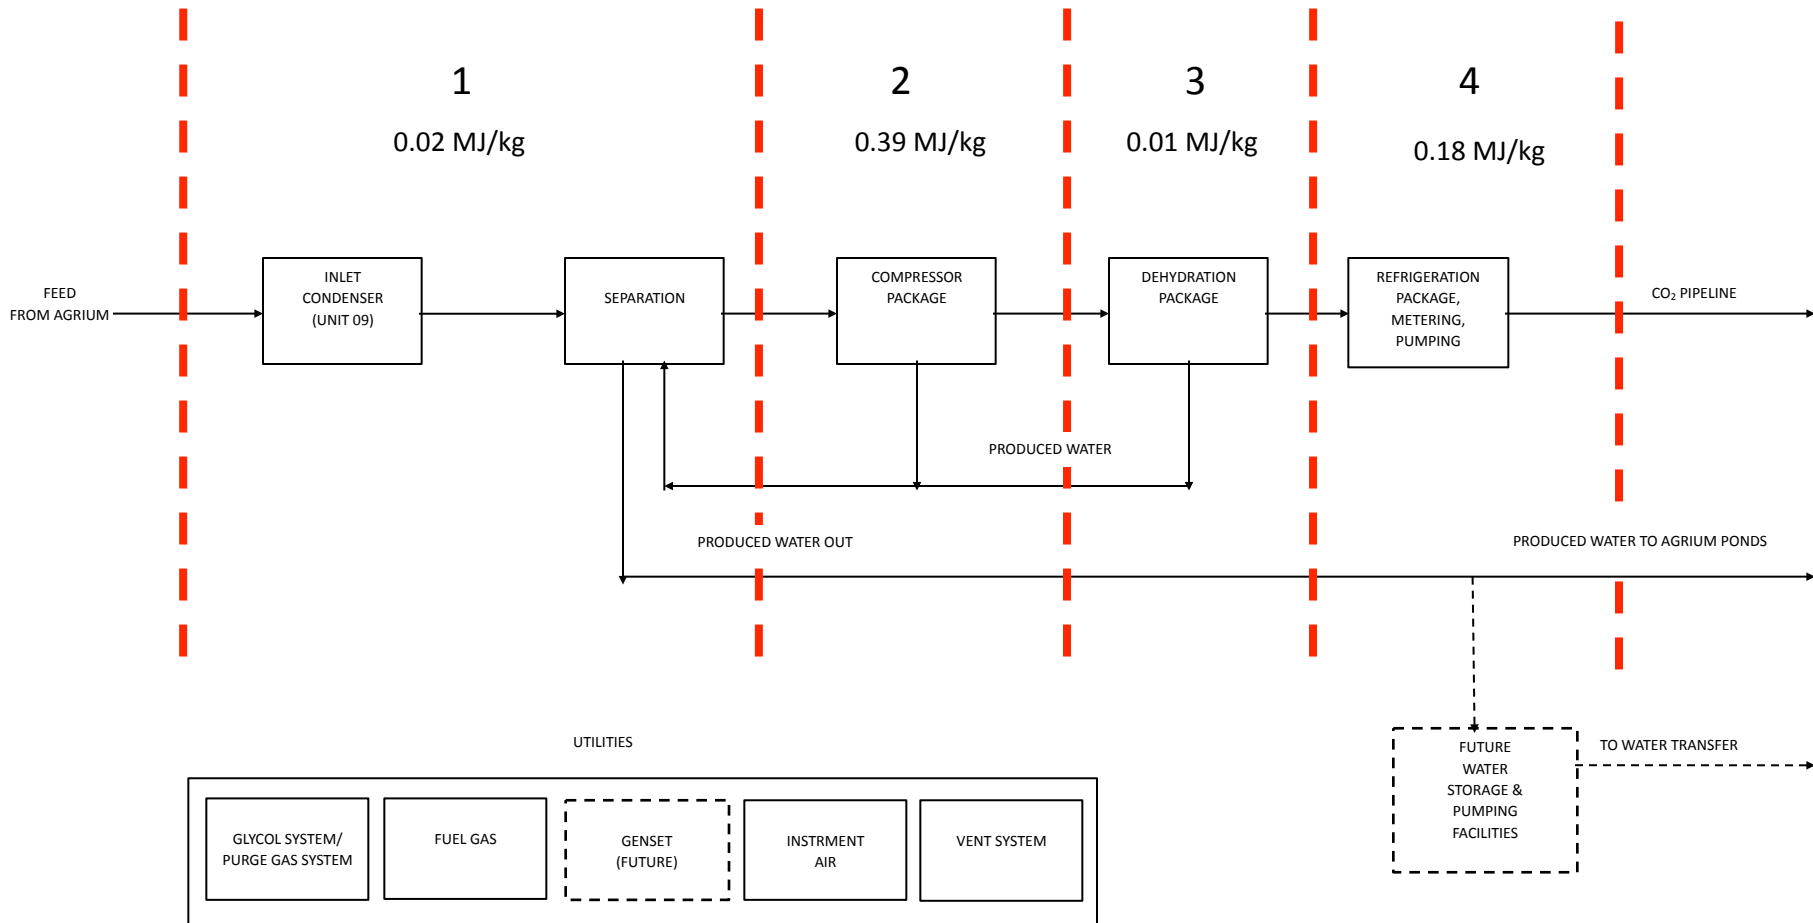 1
2
3
4
0.02 MJ/kg
0.39 MJ/kg
0.01 MJ/kg
0.18 MJ/kg
FEED
FROM AGRIUM
INLET
CONDENSER
(UNIT 09)
SEPARATION
COMPRESSOR
PACKAGE
DEHYDRATION
PACKAGE
REFRIGERATION
PACKAGE,
METERING,
PUMPING
CO₂ PIPELINE
PRODUCED WATER
PRODUCED WATER OUT
PRODUCED WATER TO AGRIUM PONDS
FUTURE
WATER
STORAGE &
PUMPING
FACILITIES
TO WATER TRANSFER
UTILITIES
GLYCOL SYSTEM/
PURGE GAS SYSTEM
FUEL GAS
GENSET
(FUTURE)
INSTRMENT
AIR
VENT SYSTEM